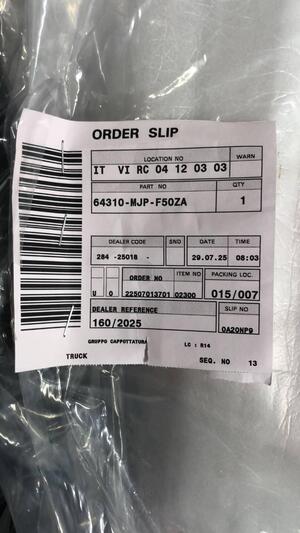 ORDER SLIP
LOCATION NO WARN
IT VI RC 04 12 03 03
PART NO QTY
64310-MJP-F50ZA 1
DEALER CODE SND DATE TIME
284 -25018 - 29.07.25 08:03
ORDER NO ITEM NO PACKING LOC.
U 0 22507013701 02300 015/007
DEALER REFERENCE SLIP NO
160/2025 0A20NP9
GRUPPO CAPPOTTATURA LC : R14
TRUCK SEQ. NO 13